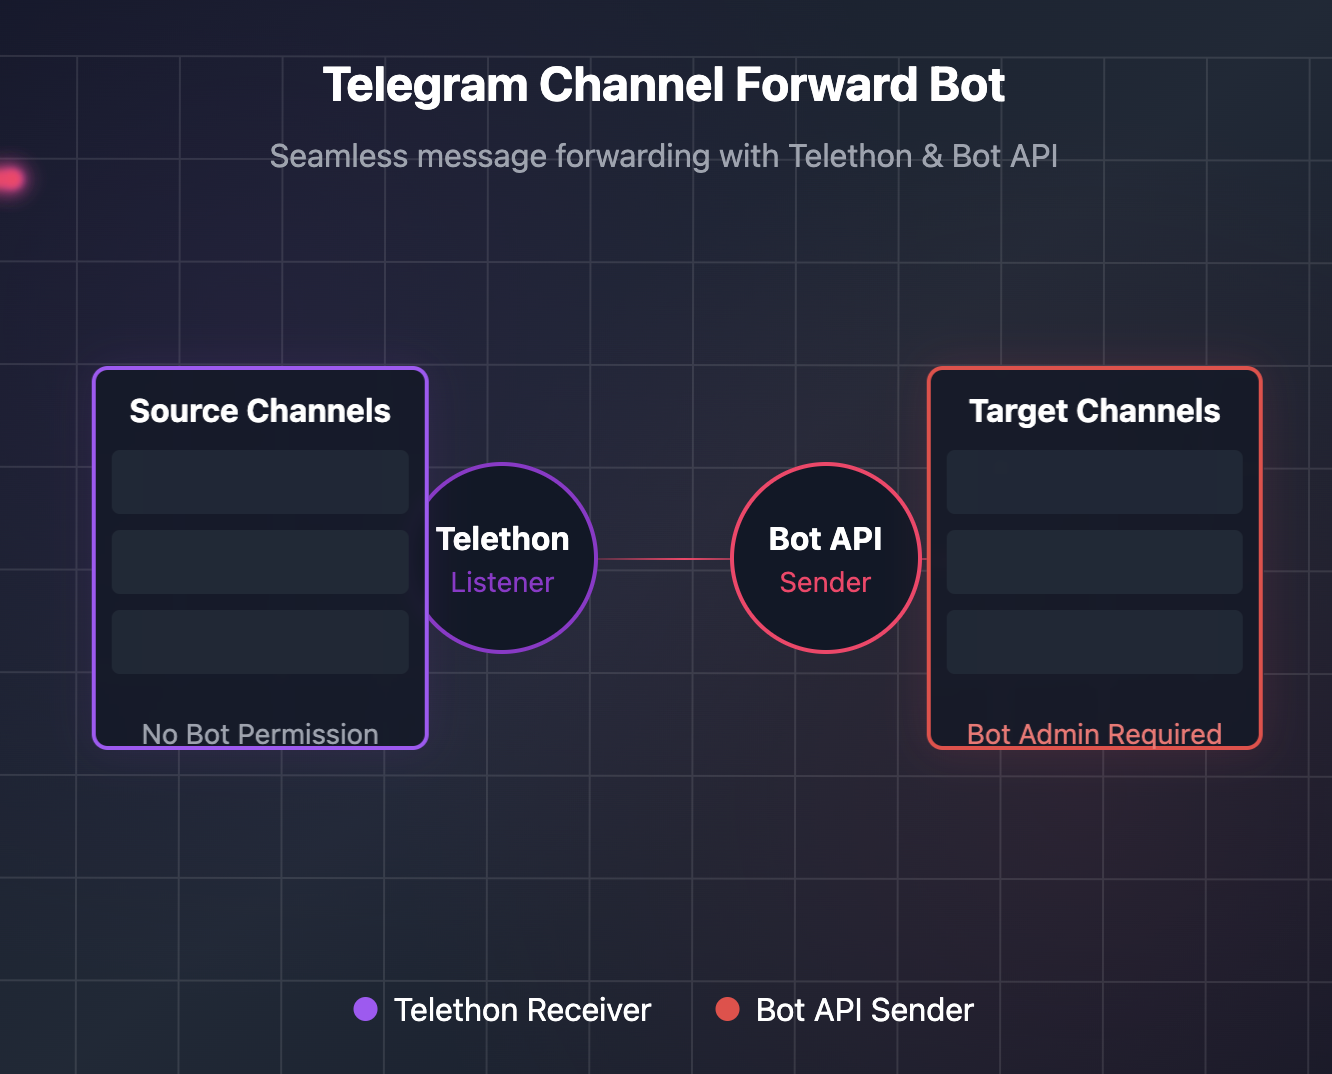 Telegram Channel Forward Bot
Seamless message forwarding with Telethon & Bot API
Source Channels
No Bot Permission
Telethon
Listener
Bot API
Sender
Target Channels
Bot Admin Required
Telethon Receiver
Bot API Sender